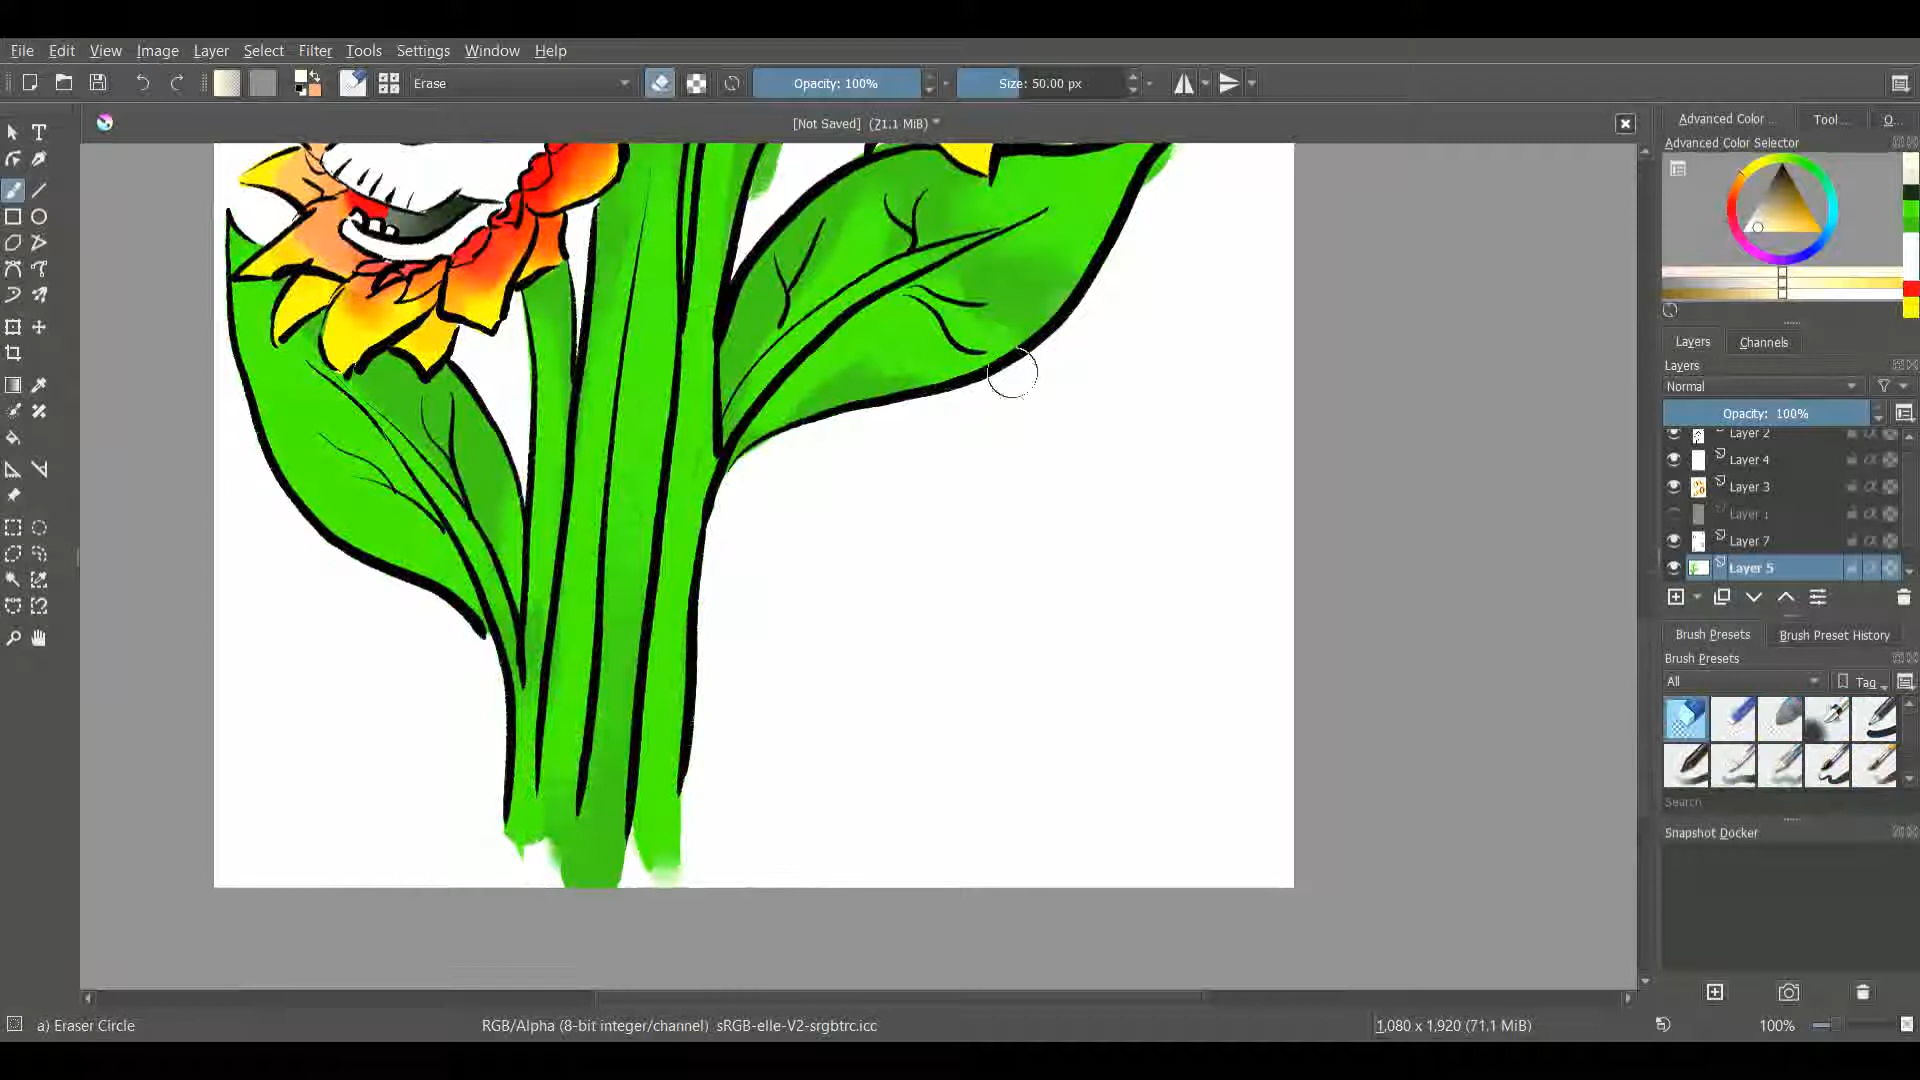 File Edit View Image Layer Select Filter Tools Settings Window Help
Erase Opacity: 100% Size: 50.00 px
[Not Saved] (21.1 MiB) *
Advanced Color ... Tool ... O...
Advanced Color Selector
Layers Channels
Layers
Normal
Opacity: 100%
Layer 2
Layer 4
Layer 3
Layer
Layer 7
Layer 5
Brush Presets Brush Preset History
Brush Presets
All Tag
Search
Snapshot Docker
a) Eraser Circle RGB/Alpha (8-bit integer/channel) sRGB-elle-V2-srgbtrc.icc 1,080 x 1,920 (71.1 MiB) 100%